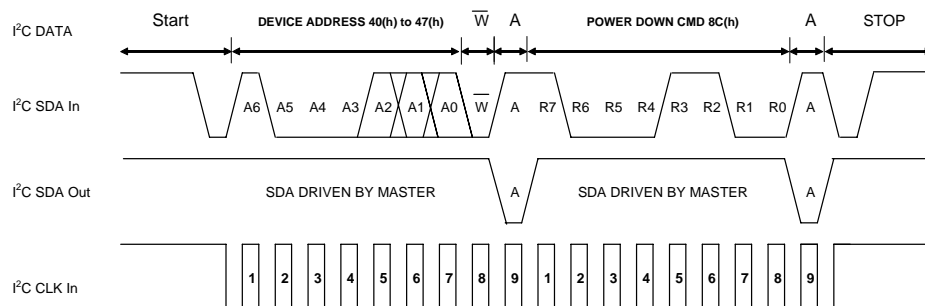 I²C DATA Start DEVICE ADDRESS 40(h) to 47(h) W̅ A POWER DOWN CMD 8C(h) A STOP
I²C SDA In A6 A5 A4 A3 A2 A1 A0 W̅ A R7 R6 R5 R4 R3 R2 R1 R0 A
I²C SDA Out SDA DRIVEN BY MASTER A SDA DRIVEN BY MASTER A
I²C CLK In 1 2 3 4 5 6 7 8 9 1 2 3 4 5 6 7 8 9